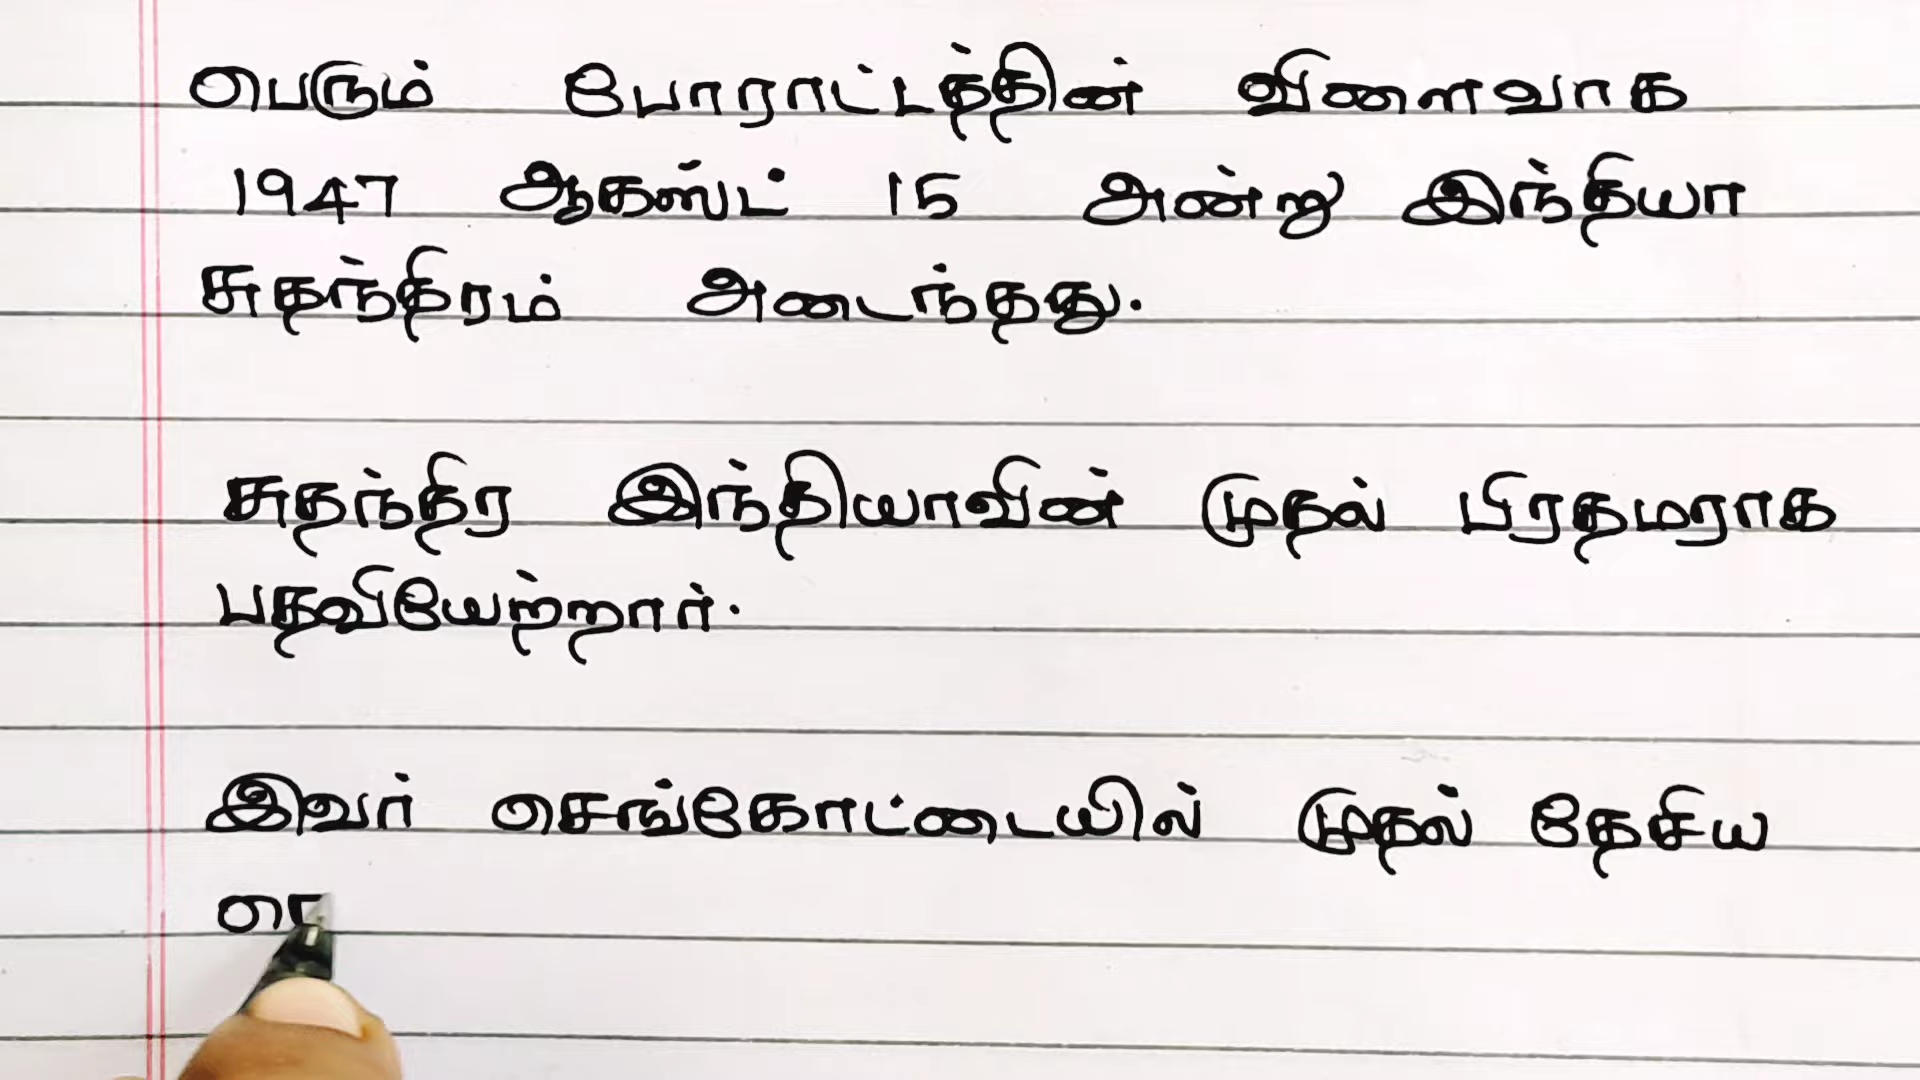 பெரும் போராட்டத்தின் விளைவாக
1947 ஆகஸ்ட் 15 அன்று இந்தியா
சுதந்திரம் அடைந்தது.
சுதந்திர இந்தியாவின் முதல் பிரதமராக
பதவியேற்றார்.
இவர் செங்கோட்டையில் முதல் தேசிய